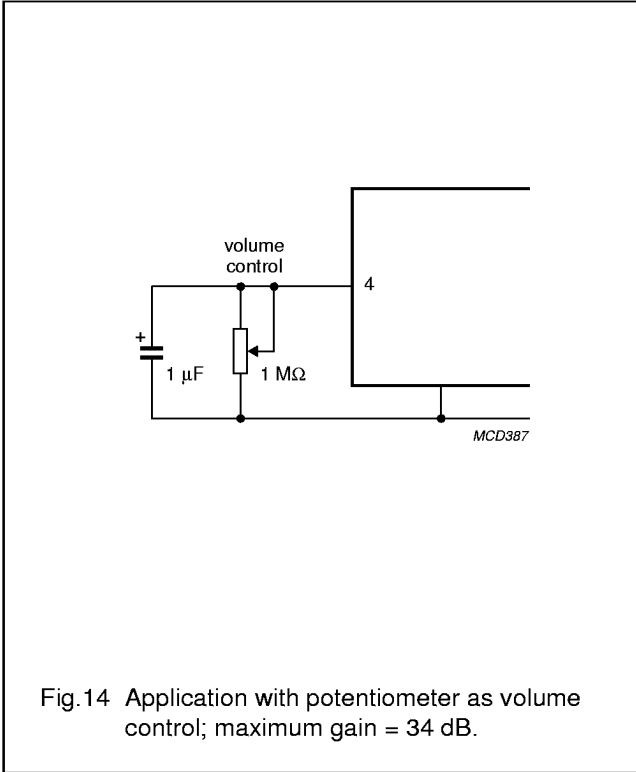 volume
control
4
+
1 μF
1 MΩ
MCD387
Fig.14 Application with potentiometer as volume
control; maximum gain = 34 dB.